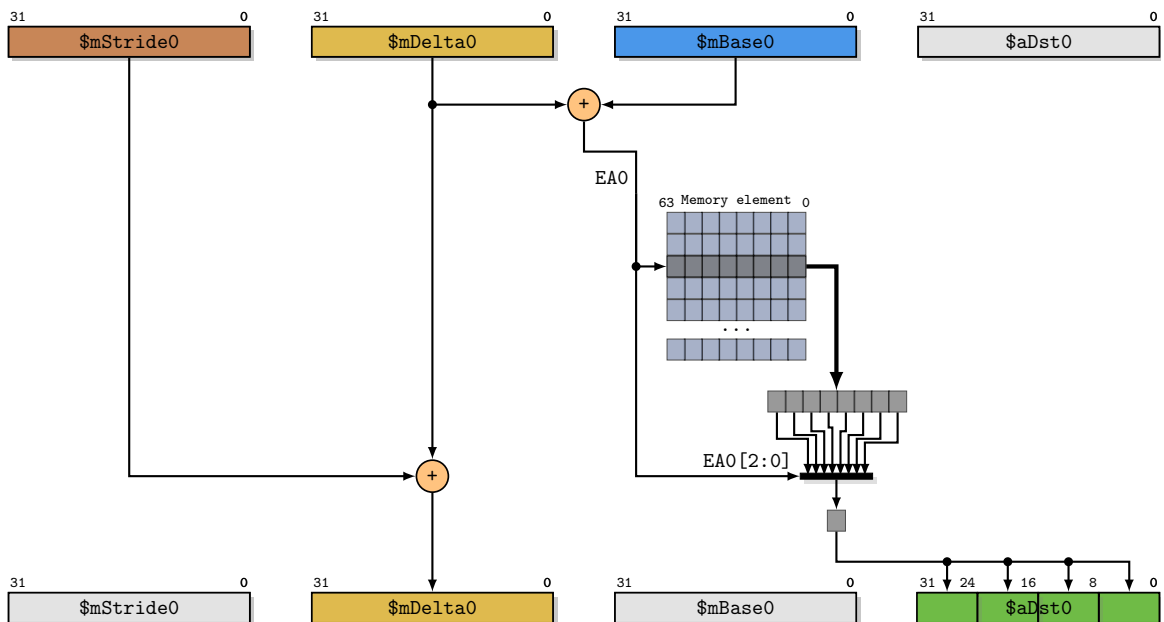 31 0 31 0 31 0 31 0
$mStride0 $mDelta0 $mBase0 $aDst0
+
EA0
63 Memory element 0
...
EA0[2:0]
+
31 0 31 0 31 0 31 24 16 8 0
$mStride0 $mDelta0 $mBase0 $aDst0